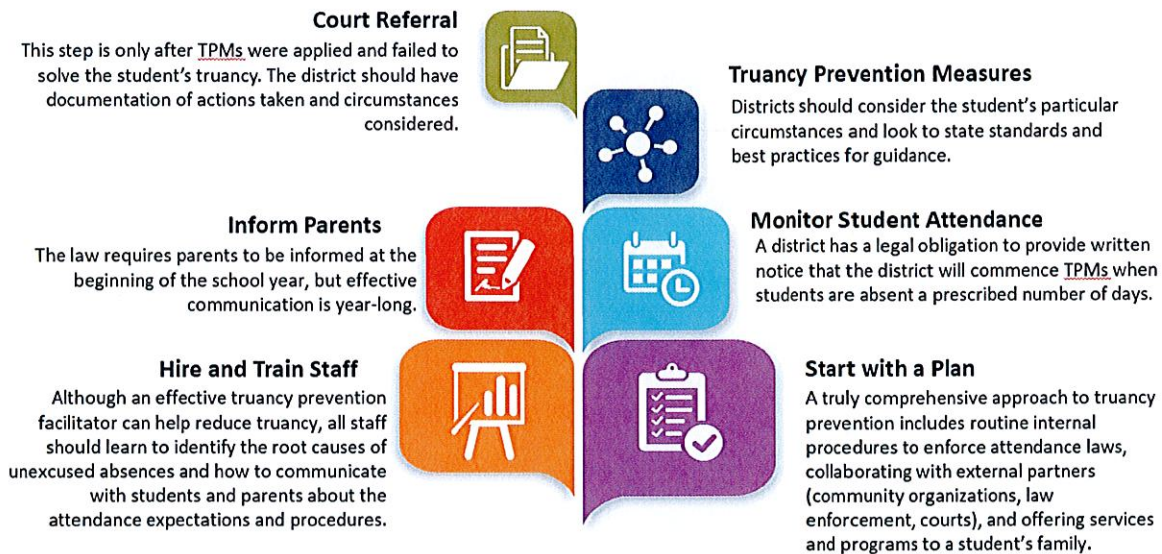 Court Referral
This step is only after TPMs were applied and failed to
solve the student's truancy. The district should have
documentation of actions taken and circumstances
considered.
Truancy Prevention Measures
Districts should consider the student's particular
circumstances and look to state standards and
best practices for guidance.
Inform Parents
The law requires parents to be informed at the
beginning of the school year, but effective
communication is year-long.
Monitor Student Attendance
A district has a legal obligation to provide written
notice that the district will commence TPMs when
students are absent a prescribed number of days.
Hire and Train Staff
Although an effective truancy prevention
facilitator can help reduce truancy, all staff
should learn to identify the root causes of
unexcused absences and how to communicate
with students and parents about the
attendance expectations and procedures.
Start with a Plan
A truly comprehensive approach to truancy
prevention includes routine internal
procedures to enforce attendance laws,
collaborating with external partners
(community organizations, law
enforcement, courts), and offering services
and programs to a student's family.